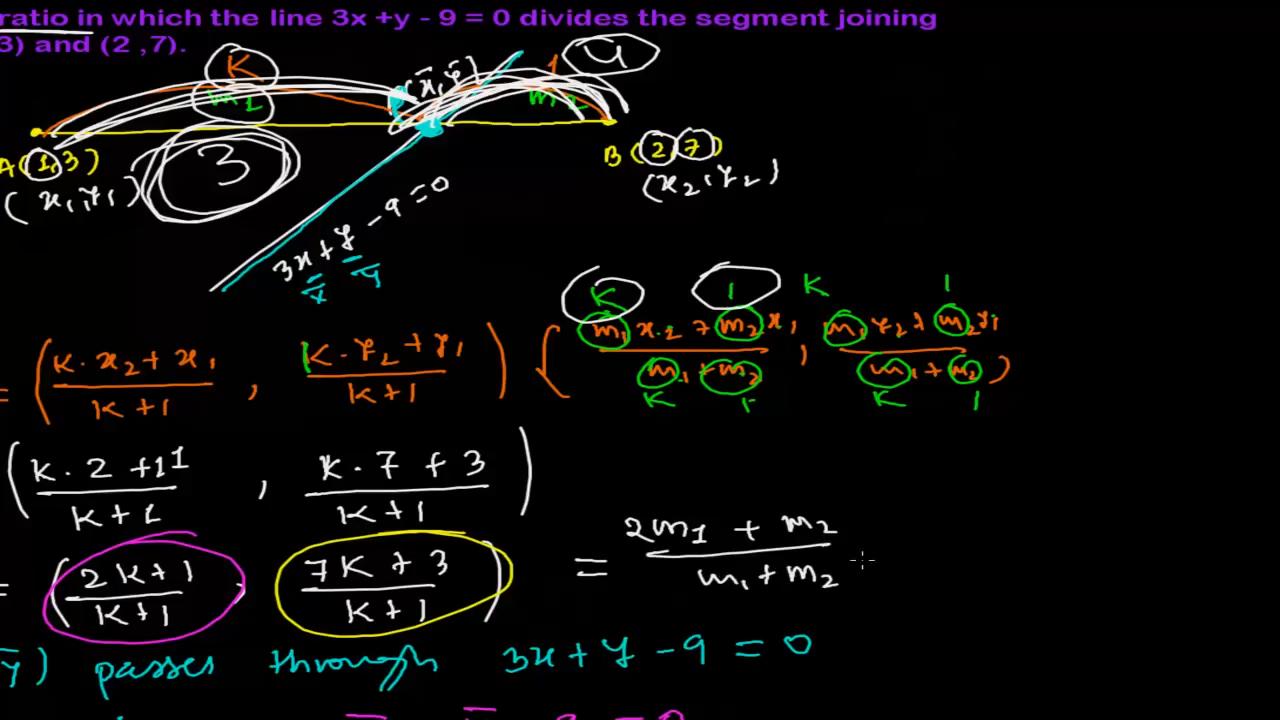 ratio in which the line 3x +y - 9 = 0 divides the segment joining
3) and (2 ,7).
K (x̄, ȳ) 1 4
m1 m2
A (1, 3) 3 B (2, 7)
(x1, y1) (x2, y2)
3x + y - 9 = 0
x̄ ȳ
K 1 K 1
= (K · x2 + x1 / K + 1 , K · y2 + y1 / K + 1) (m1 x2 + m2 x1 / m1 + m2 , m1 y2 + m2 y1 / m1 + m2)
K 1 K 1
(K · 2 + 1 / K + 1 , K · 7 + 3 / K + 1)
= (2K + 1 / K + 1 , 7K + 3 / K + 1) = 2m1 + m2 / m1 + m2
ȳ) passes through 3x + y - 9 = 0